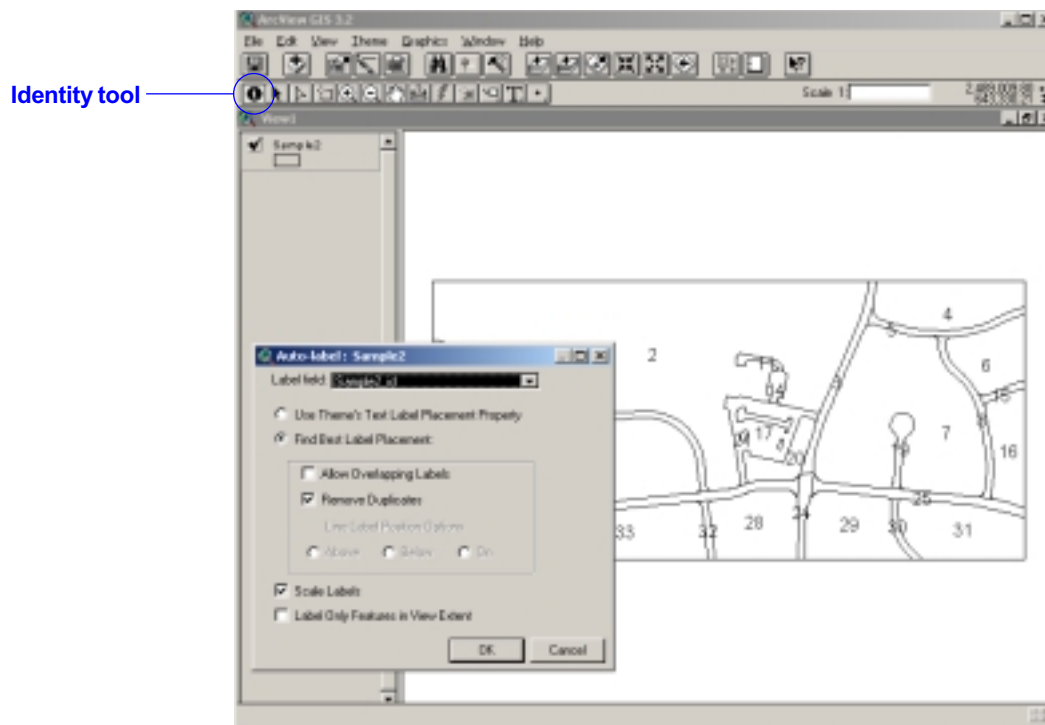 ArcView GIS 3.2
File Edit View Theme Graphics Window Help
Identity tool
Scale 1:
View1
Sample2
4
5
2
6
3
7
17
20
19
16
25
24
28
29
30
31
32
33
Auto-label: Sample2
Label field:
Use Theme's Text Label Placement Property
Find Best Label Placement:
Allow Overlapping Labels
Remove Duplicates
Line Label Position Options
Above Below On
Scale Labels
Label Only Features in View Extent
OK Cancel